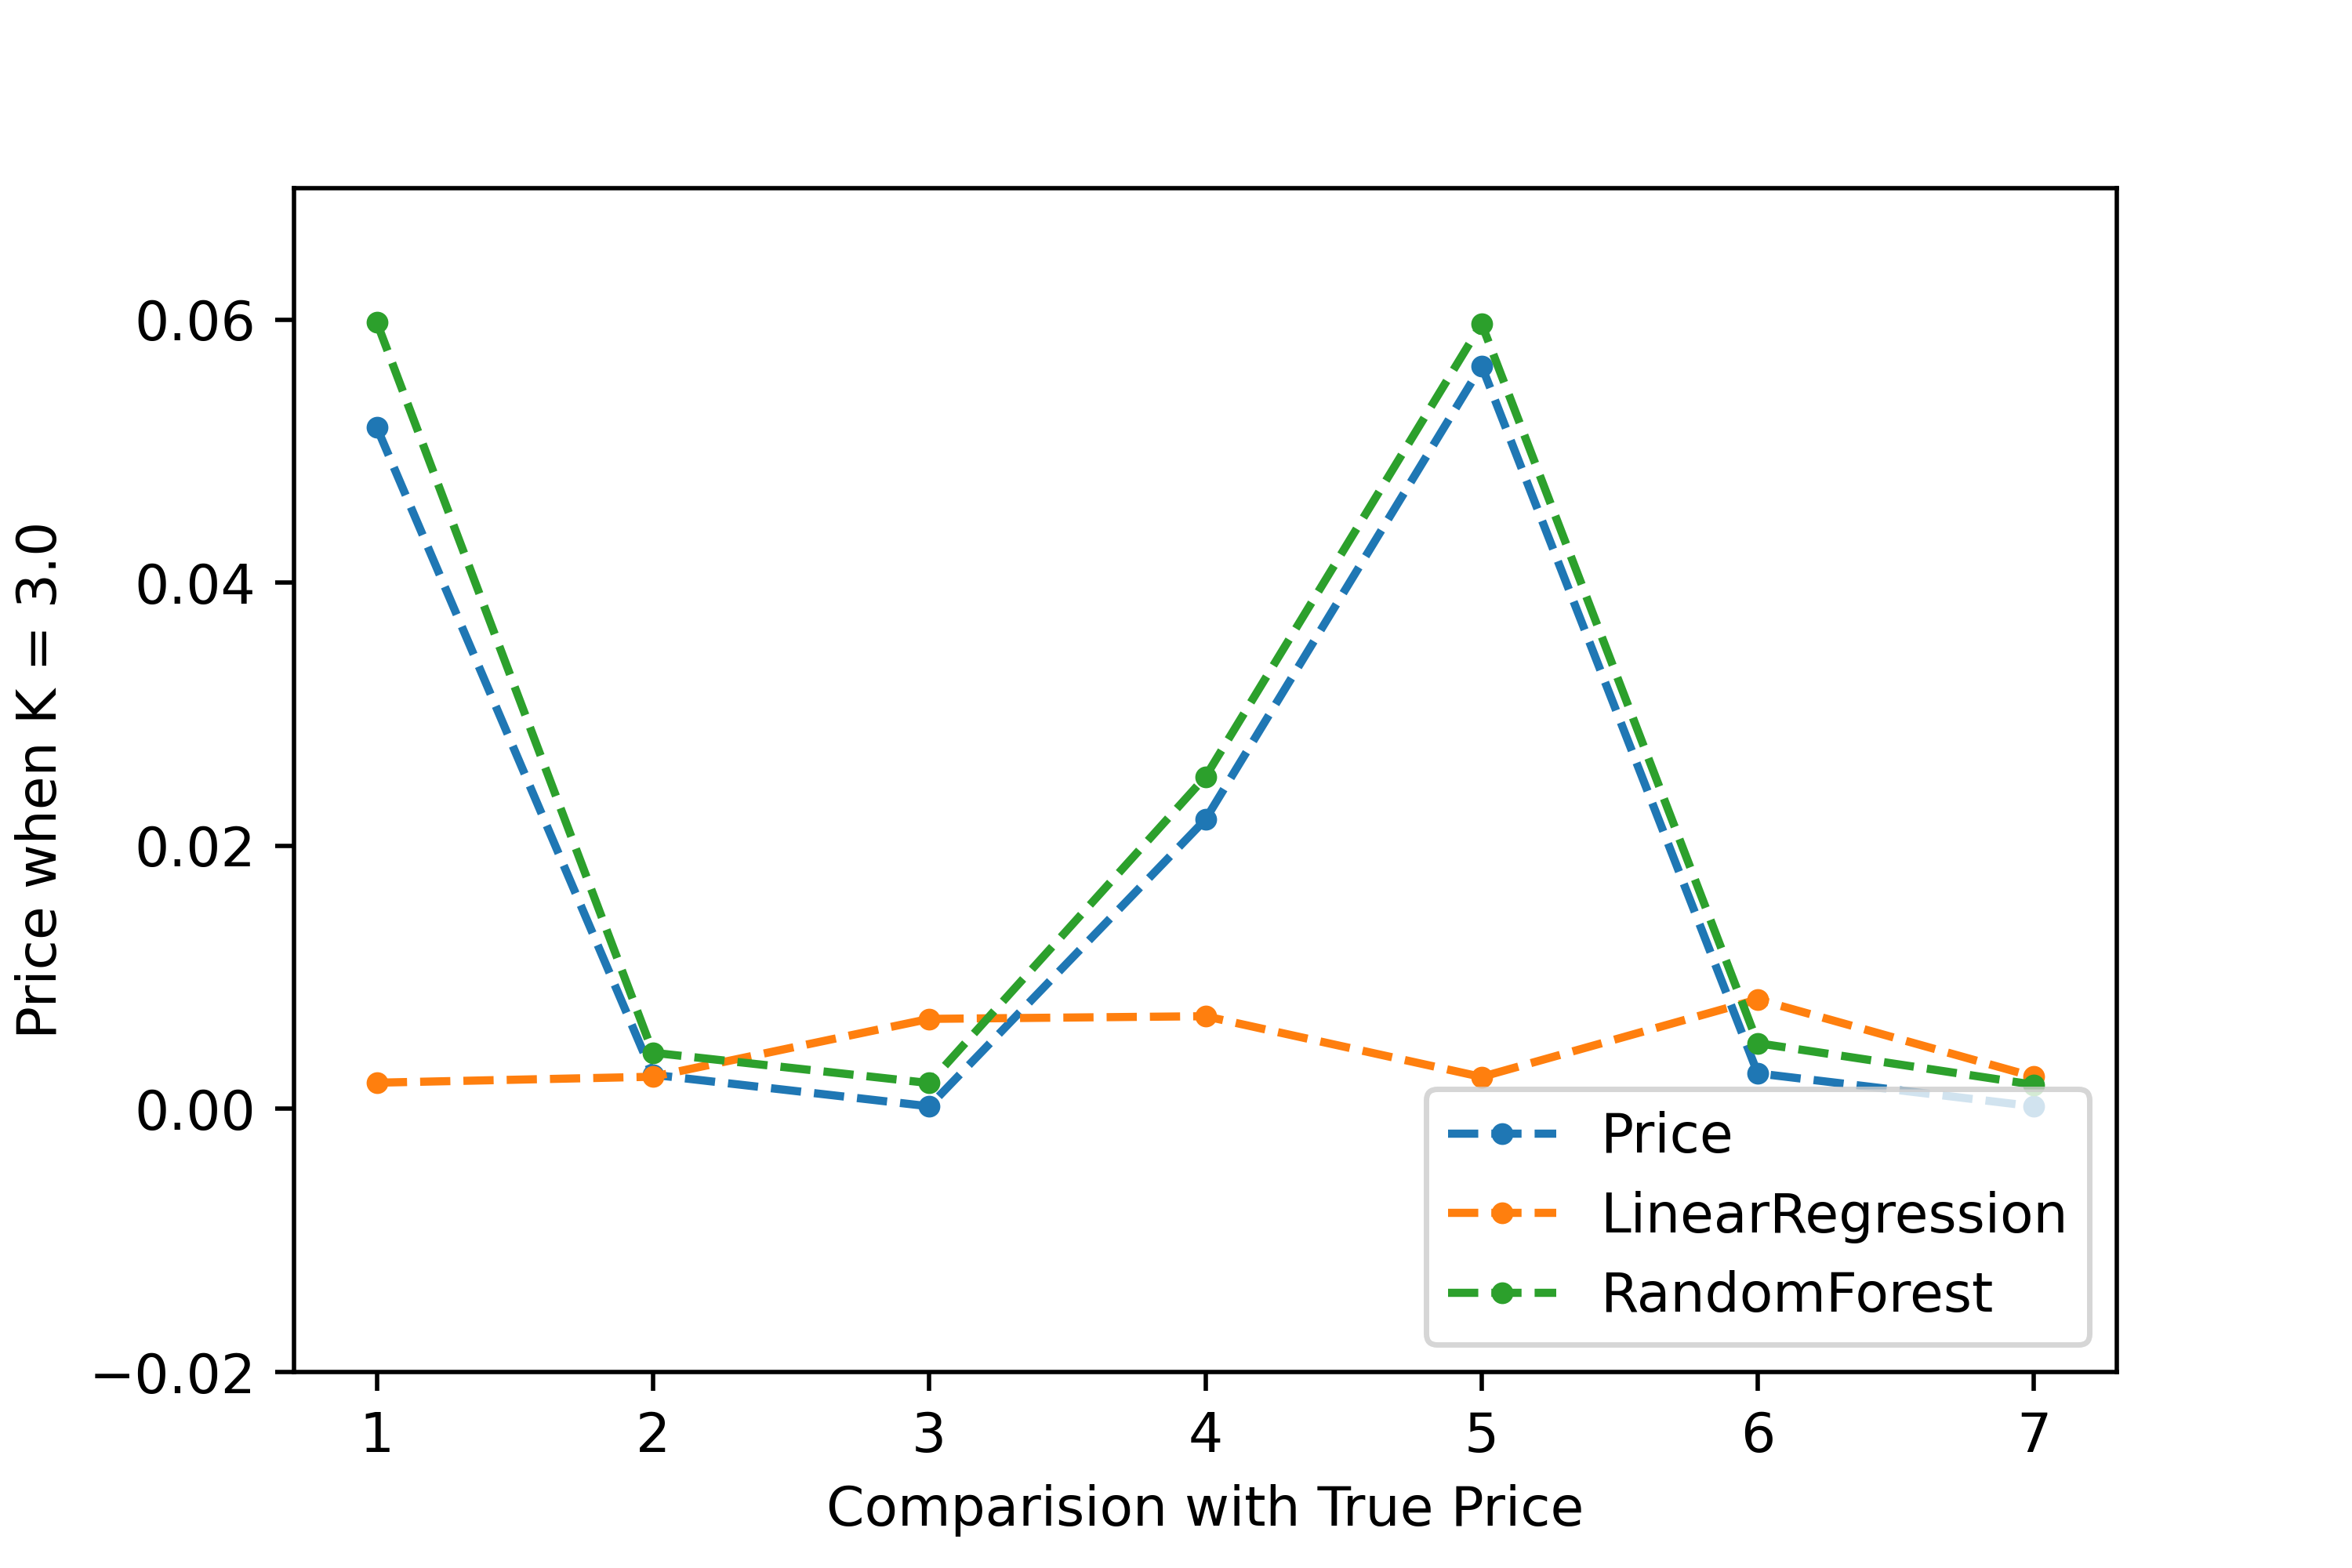 Price when K = 3.0
0.06
0.04
0.02
0.00
−0.02
1 2 3 4 5 6 7
Comparision with True Price
Price
LinearRegression
RandomForest